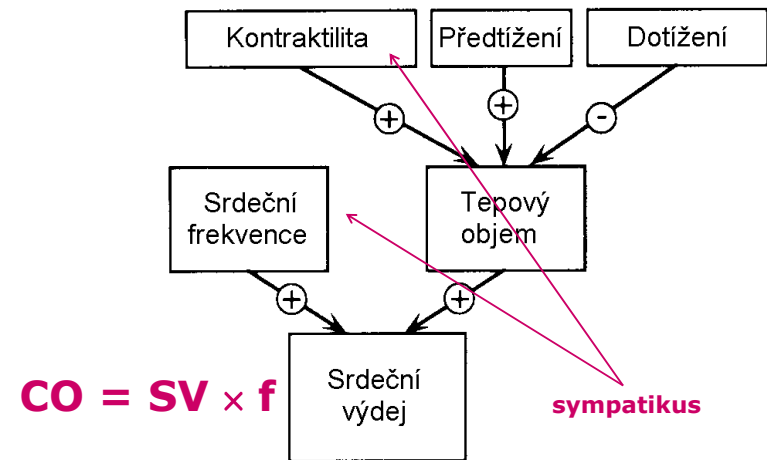 Kontraktilita
Předtížení
Dotížení
+
+
-
Srdeční
frekvence
Tepový
objem
+
+
CO = SV × f
Srdeční
výdej
sympatikus